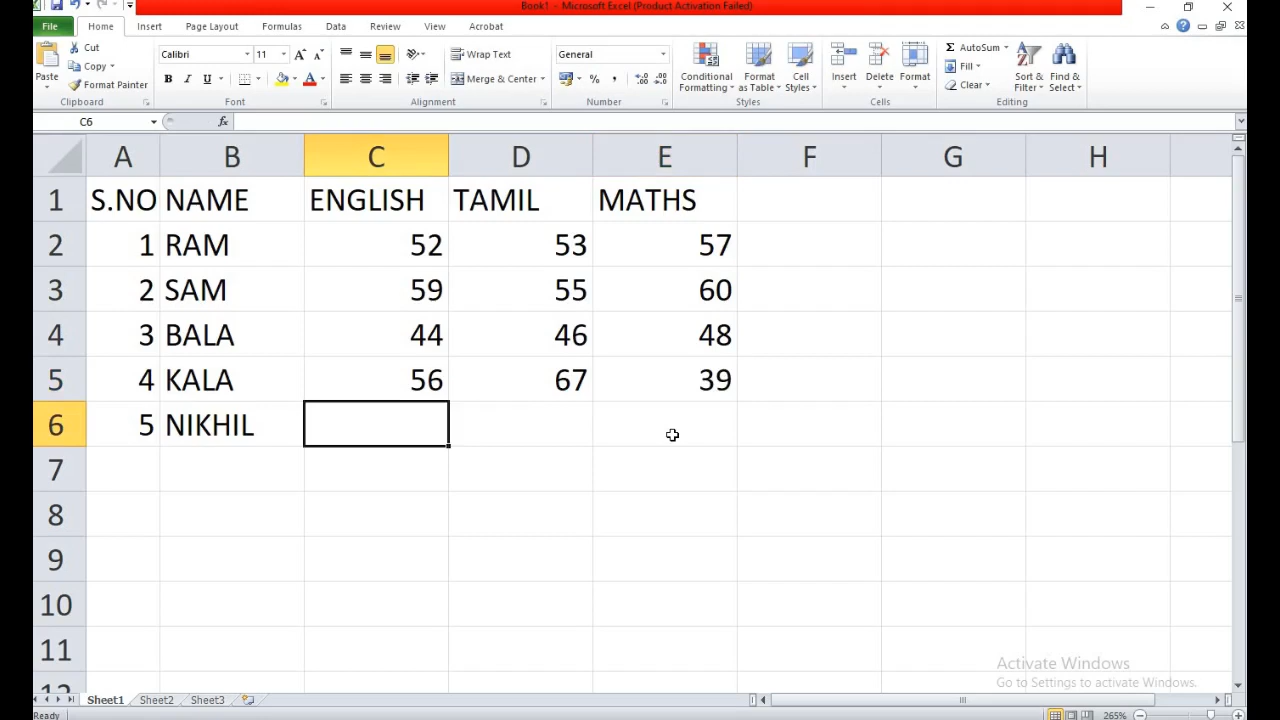 Book1 - Microsoft Excel (Product Activation Failed)
File Home Insert Page Layout Formulas Data Review View Acrobat
Cut Calibri 11 Wrap Text General AutoSum
Copy Fill
Format Painter Merge & Center Clear
Paste Conditional Formatting Format as Table Cell Styles Insert Delete Format Sort & Filter Find & Select
Clipboard Font Alignment Number Styles Cells Editing
C6 fx
A B C D E F G H
1 S.NO NAME ENGLISH TAMIL MATHS
2 1 RAM 52 53 57
3 2 SAM 59 55 60
4 3 BALA 44 46 48
5 4 KALA 56 67 39
6 5 NIKHIL
7
8
9
10
11
12
Activate Windows
Go to Settings to activate Windows.
Sheet1 Sheet2 Sheet3
Ready 265%